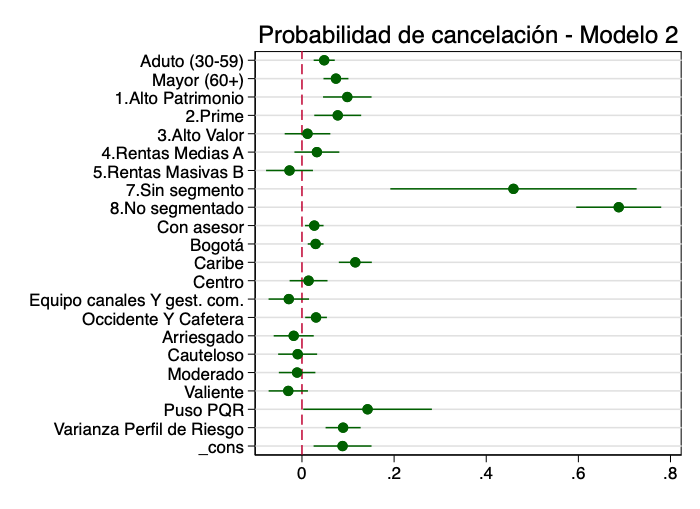 Probabilidad de cancelación - Modelo 2
Aduto (30-59)
Mayor (60+)
1.Alto Patrimonio
2.Prime
3.Alto Valor
4.Rentas Medias A
5.Rentas Masivas B
7.Sin segmento
8.No segmentado
Con asesor
Bogotá
Caribe
Centro
Equipo canales Y gest. com.
Occidente Y Cafetera
Arriesgado
Cauteloso
Moderado
Valiente
Puso PQR
Varianza Perfil de Riesgo
_cons
0 .2 .4 .6 .8